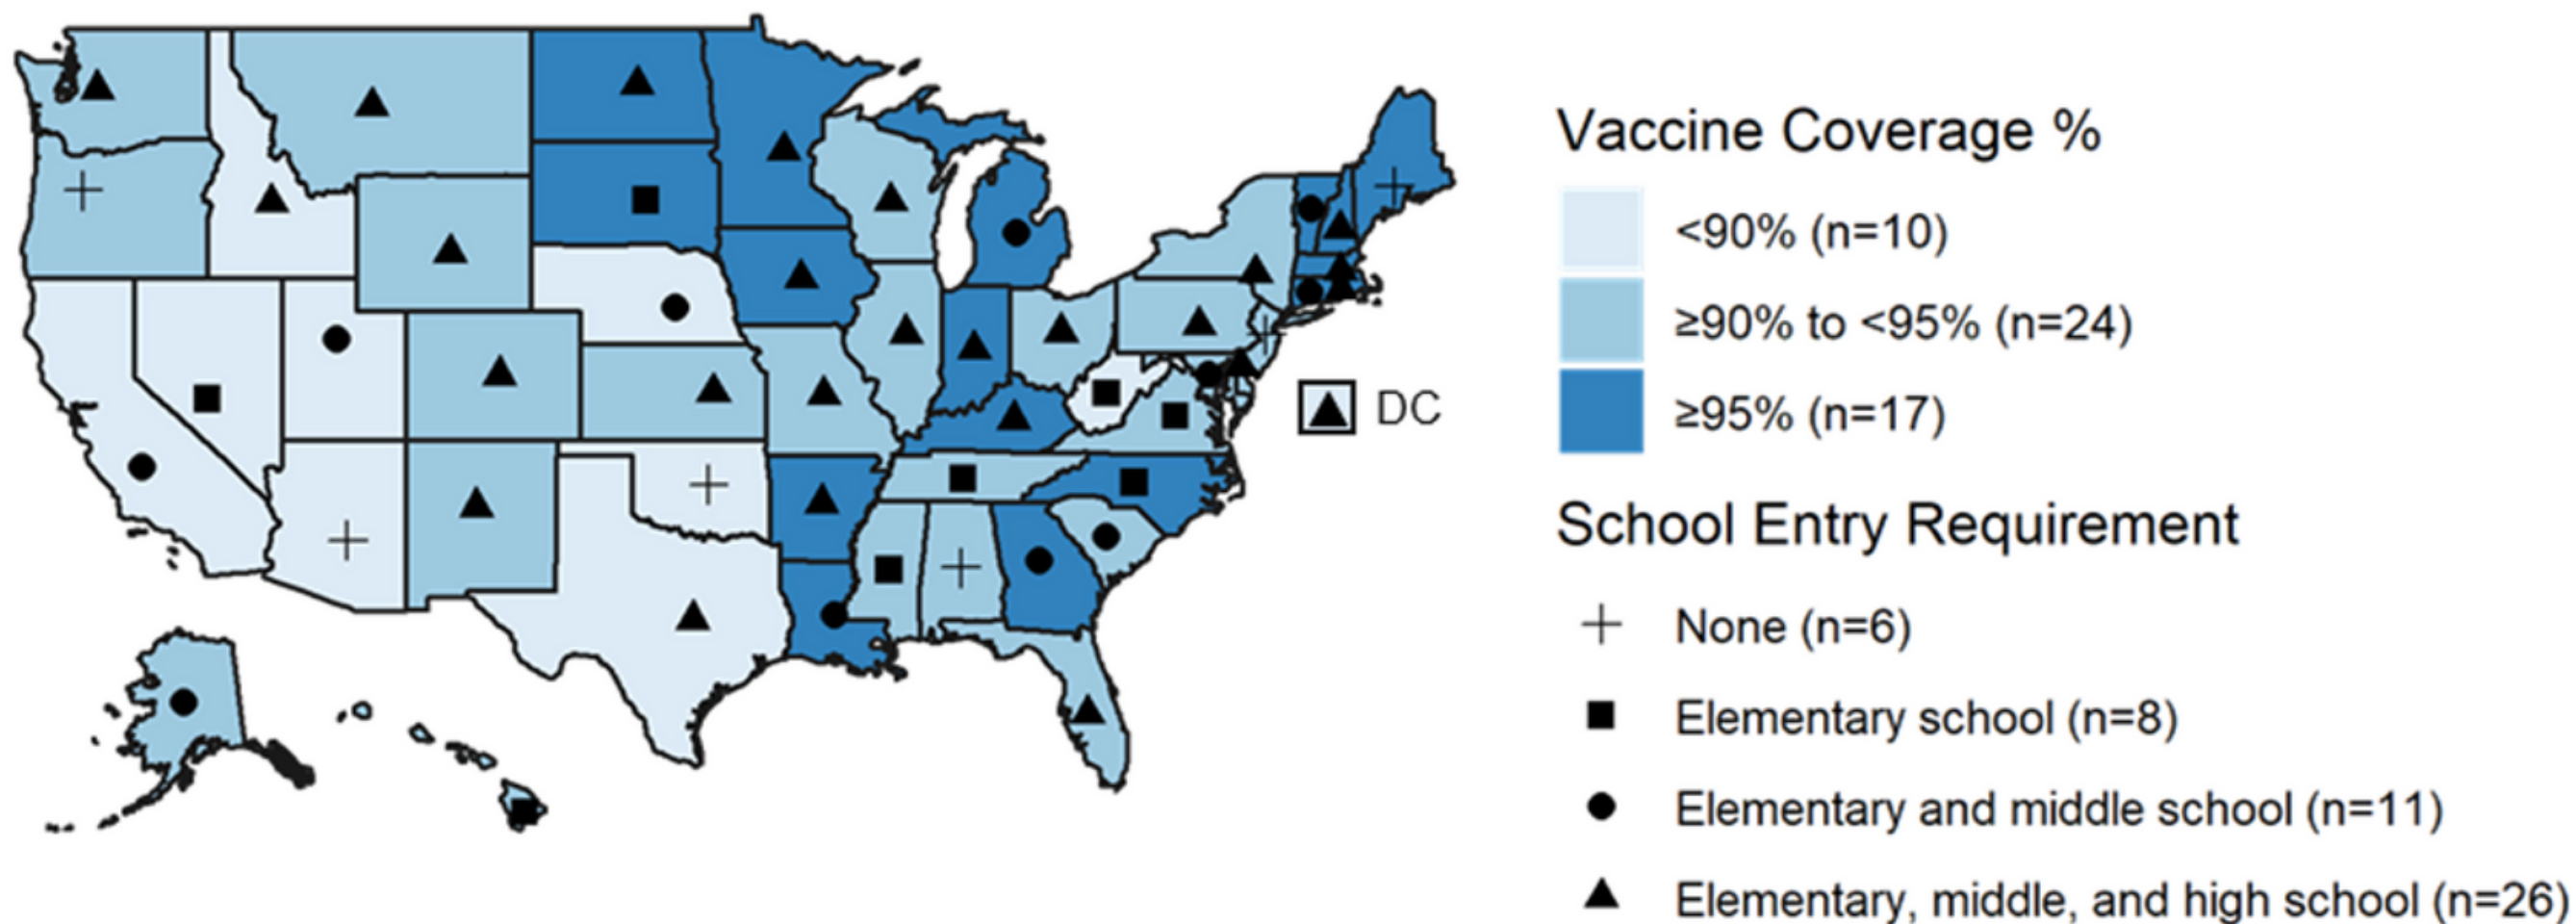 DC
Vaccine Coverage %
<90% (n=10)
≥90% to <95% (n=24)
≥95% (n=17)
School Entry Requirement
None (n=6)
Elementary school (n=8)
Elementary and middle school (n=11)
Elementary, middle, and high school (n=26)